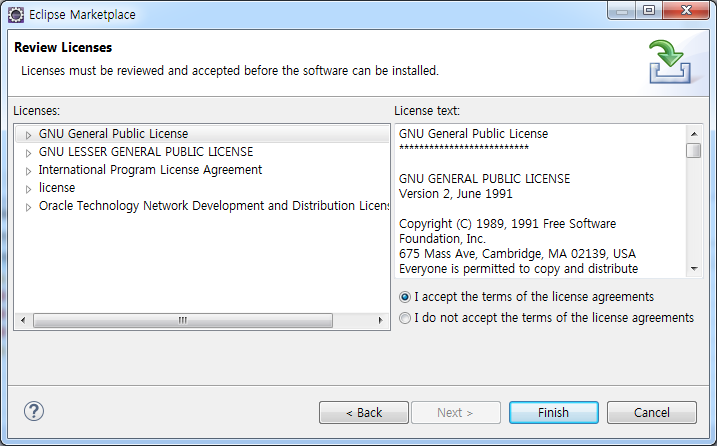 Eclipse Marketplace
Review Licenses
Licenses must be reviewed and accepted before the software can be installed.
Licenses:
GNU General Public License
GNU LESSER GENERAL PUBLIC LICENSE
International Program License Agreement
license
Oracle Technology Network Development and Distribution Licen
License text:
GNU General Public License
**************************
GNU GENERAL PUBLIC LICENSE
Version 2, June 1991
Copyright (C) 1989, 1991 Free Software
Foundation, Inc.
675 Mass Ave, Cambridge, MA 02139, USA
Everyone is permitted to copy and distribute
I accept the terms of the license agreements
I do not accept the terms of the license agreements
?
< Back
Next >
Finish
Cancel